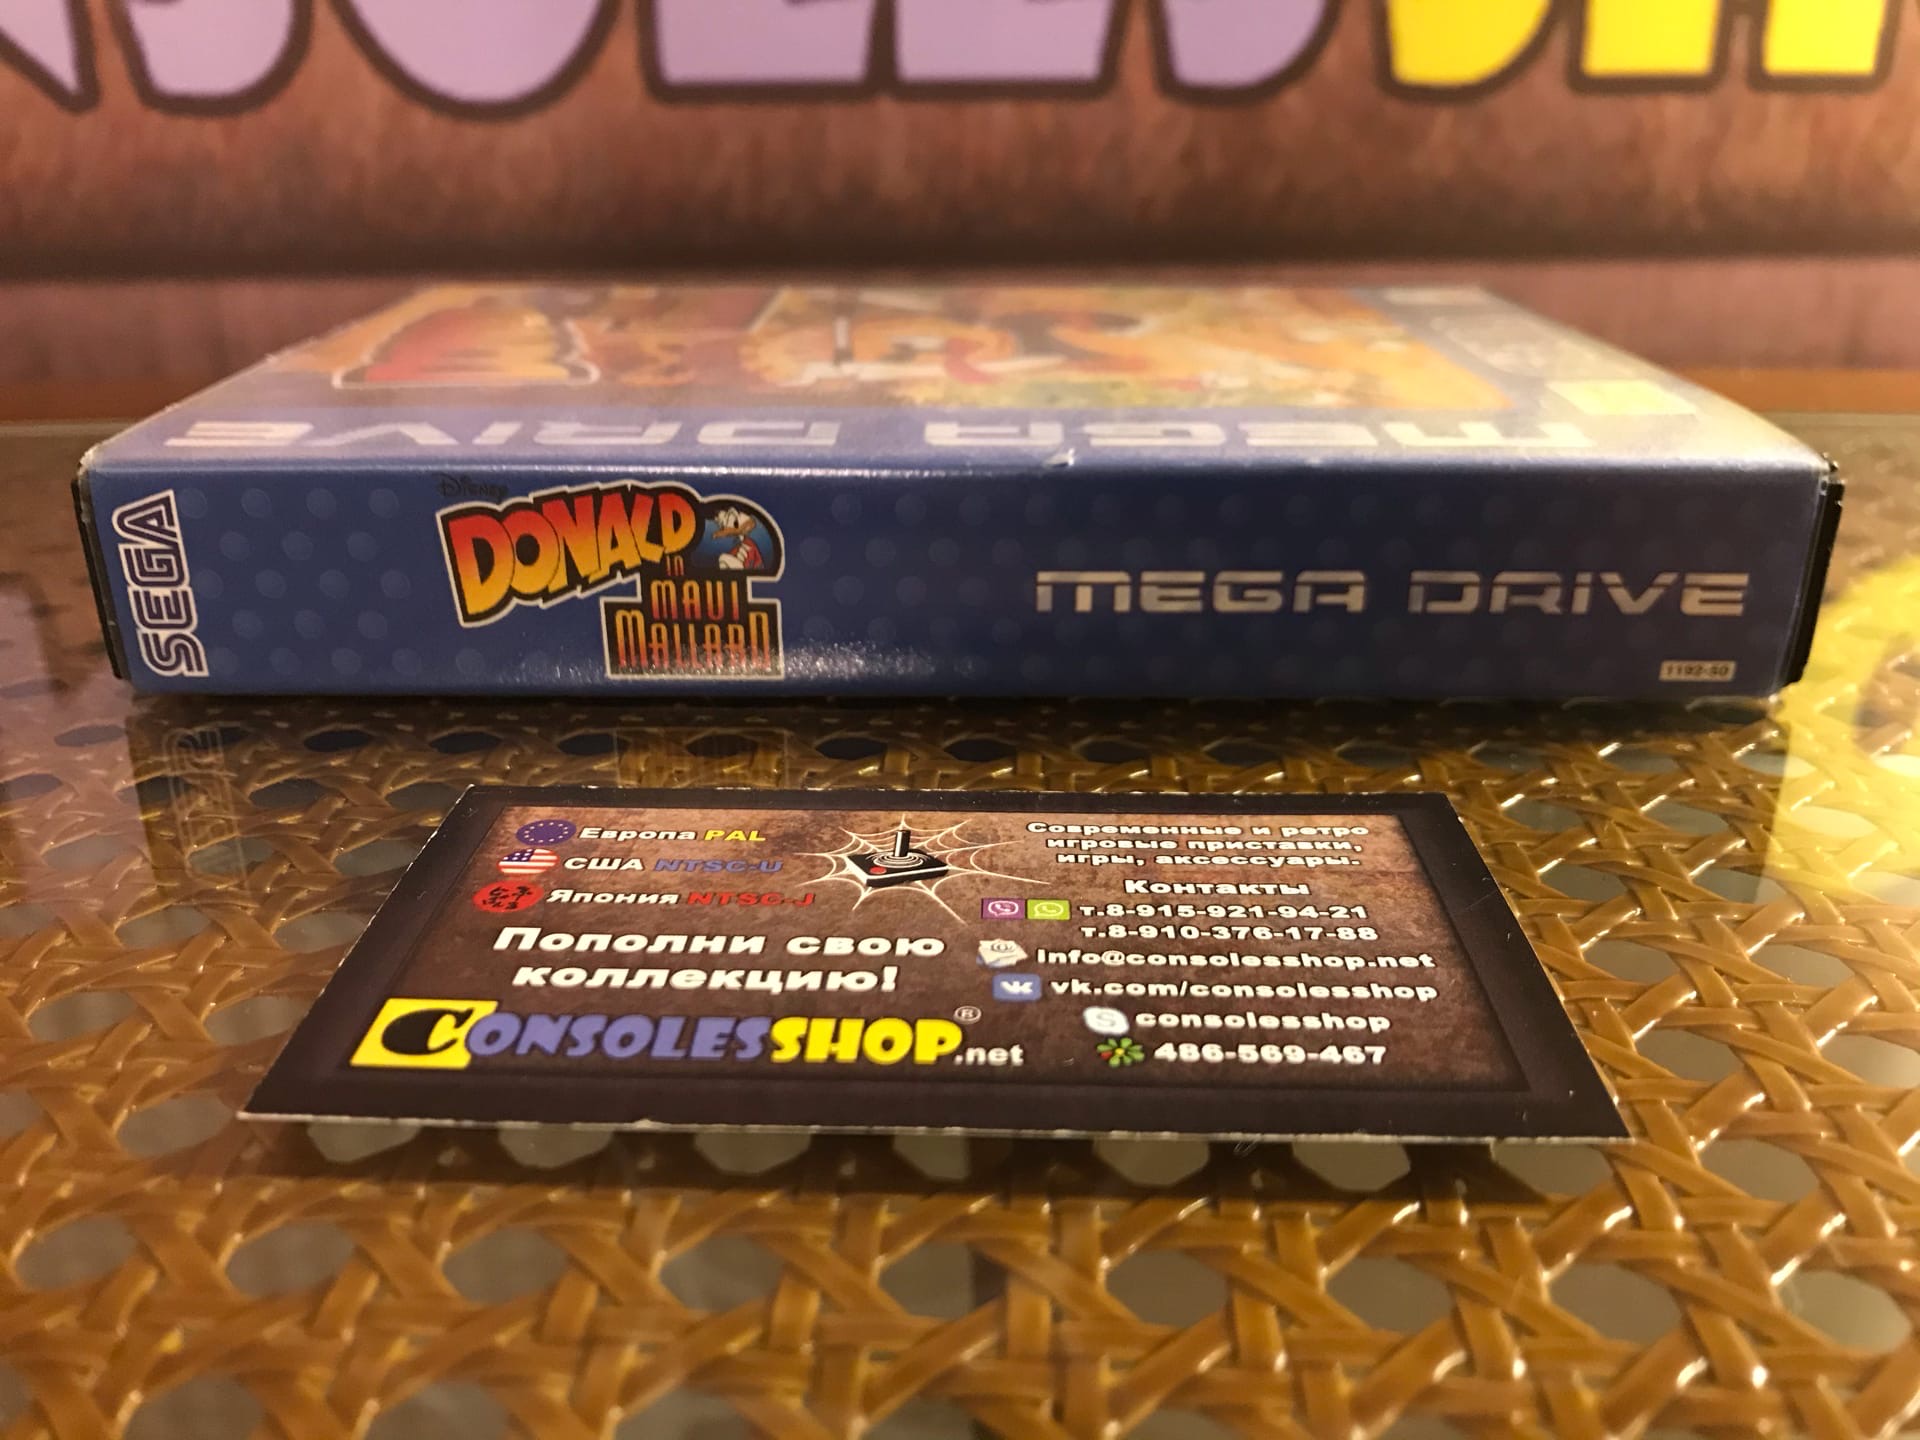 MEGA DRIVE
SEGA
Disney
DONALD
in
MAUI
MALLARD
MEGA DRIVE
1192-50
Европа PAL
США NTSC-U
Япония NTSC-J
Пополни свою
коллекцию!
CONSOLESSHOP®.net
Современные и ретро
игровые приставки,
игры, аксессуары.
Контакты
т.8-915-921-94-21
т.8-910-376-17-88
info@consolesshop.net
vk.com/consolesshop
consolesshop
486-569-467